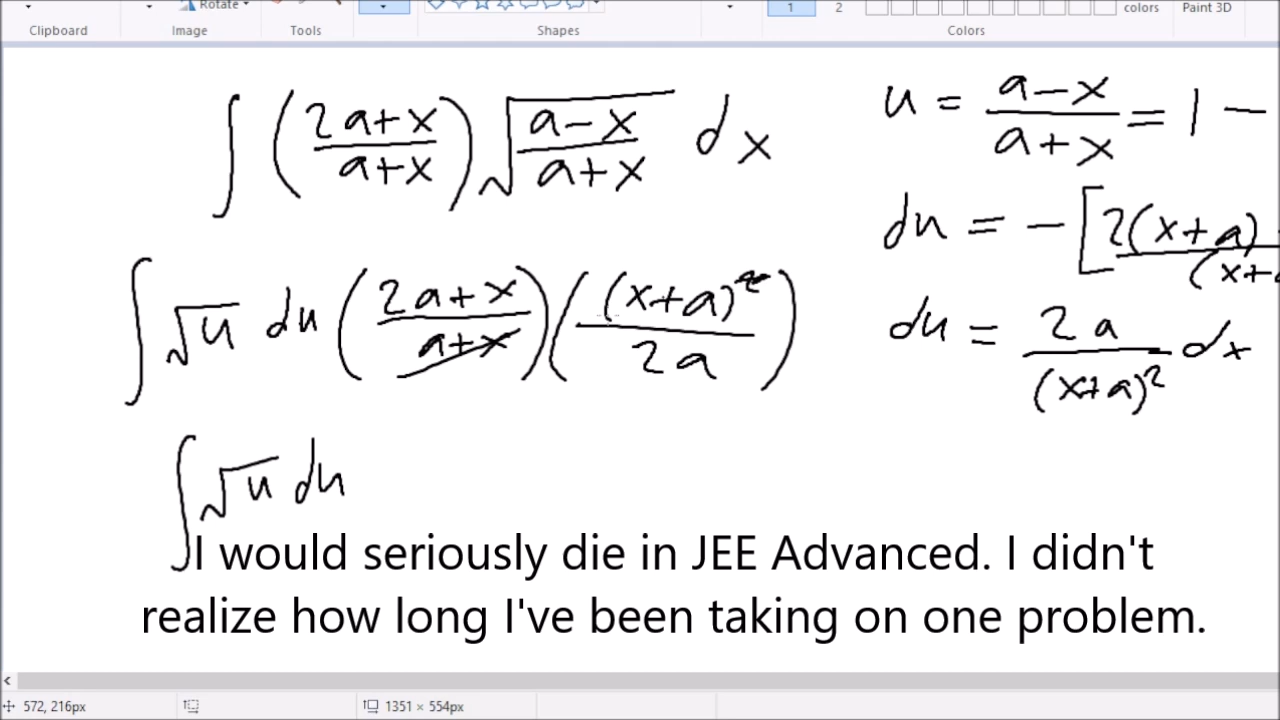 Rotate 1 2
Clipboard Image Tools Shapes Colors colors Paint 3D
∫ (2a+x / a+x) √(a−x / a+x) dx
u = a−x / a+x = 1 −
du = − [2(x+a) / (x+a
∫ √u du (2a+x / a+x) ((x+a)² / 2a)
du = 2a / (x+a)² dx
∫ √u du
I would seriously die in JEE Advanced. I didn't
realize how long I've been taking on one problem.
572, 216px 1351 × 554px